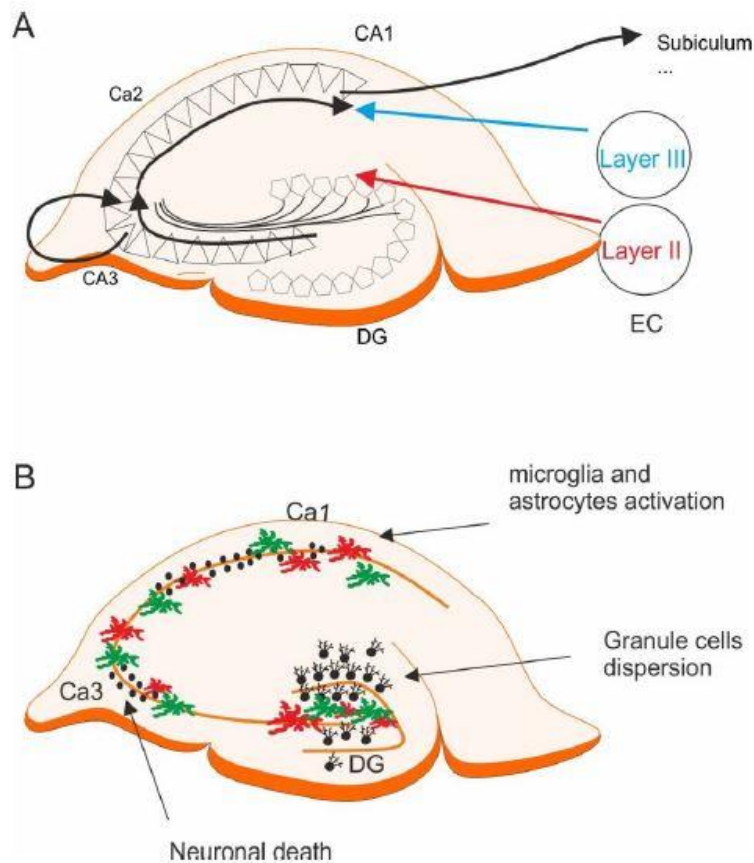 A
CA1
Subiculum
...
Ca2
Layer III
Layer II
CA3
EC
DG
B
microglia and
astrocytes activation
Ca1
Granule cells
dispersion
Ca3
DG
Neuronal death